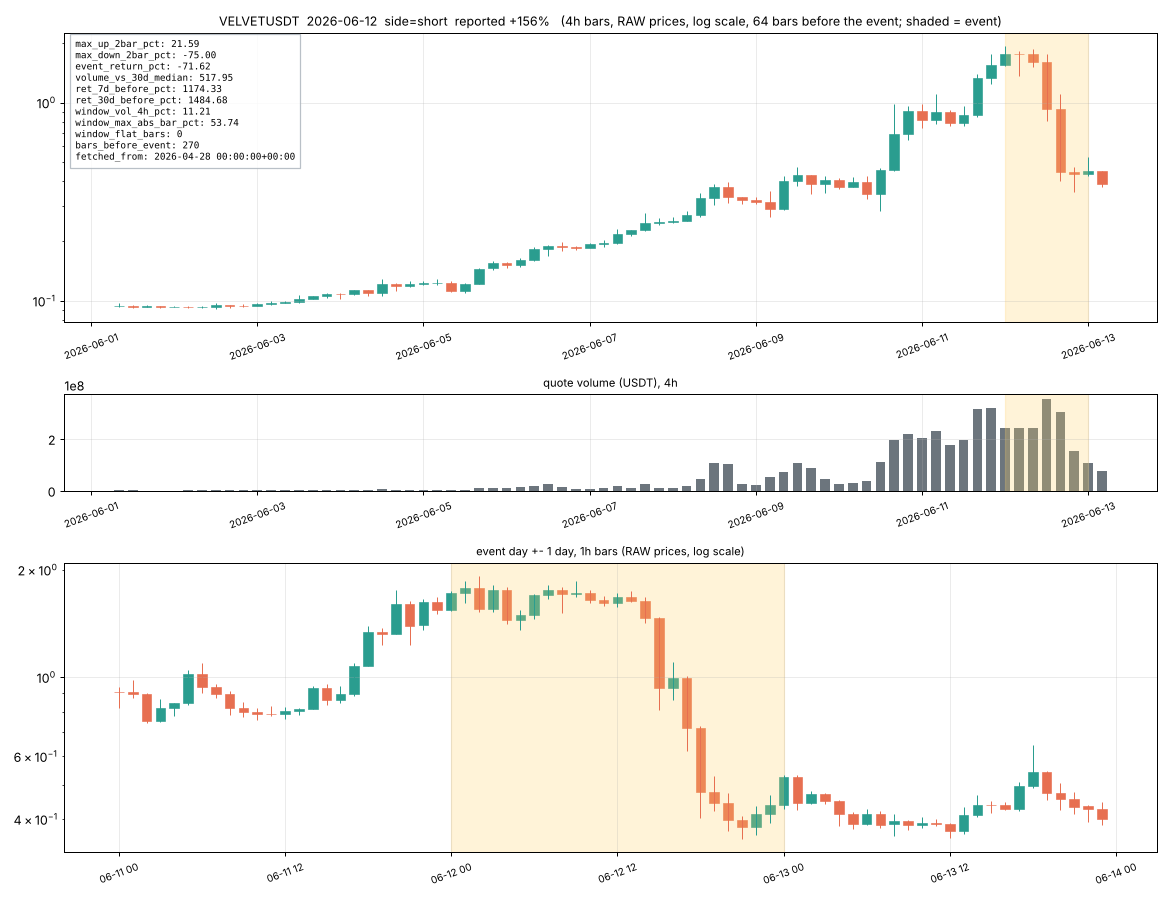 VELVETUSDT  2026-06-12  side=short  reported +156%   (4h bars, RAW prices, log scale, 64 bars before the event; shaded = event)
max_up_2bar_pct: 21.59
max_down_2bar_pct: -75.00
event_return_pct: -71.62
volume_vs_30d_median: 517.95
ret_7d_before_pct: 1174.33
ret_30d_before_pct: 1484.68
window_vol_4h_pct: 11.21
window_max_abs_bar_pct: 53.74
window_flat_bars: 0
bars_before_event: 270
fetched_from: 2026-04-28 00:00:00+00:00
10⁰
10⁻¹
2026-06-01
2026-06-03
2026-06-05
2026-06-07
2026-06-09
2026-06-11
2026-06-13
quote volume (USDT), 4h
1e8
2
0
2026-06-01
2026-06-03
2026-06-05
2026-06-07
2026-06-09
2026-06-11
2026-06-13
event day +- 1 day, 1h bars (RAW prices, log scale)
2 × 10⁰
10⁰
6 × 10⁻¹
4 × 10⁻¹
06-11 00
06-11 12
06-12 00
06-12 12
06-13 00
06-13 12
06-14 00